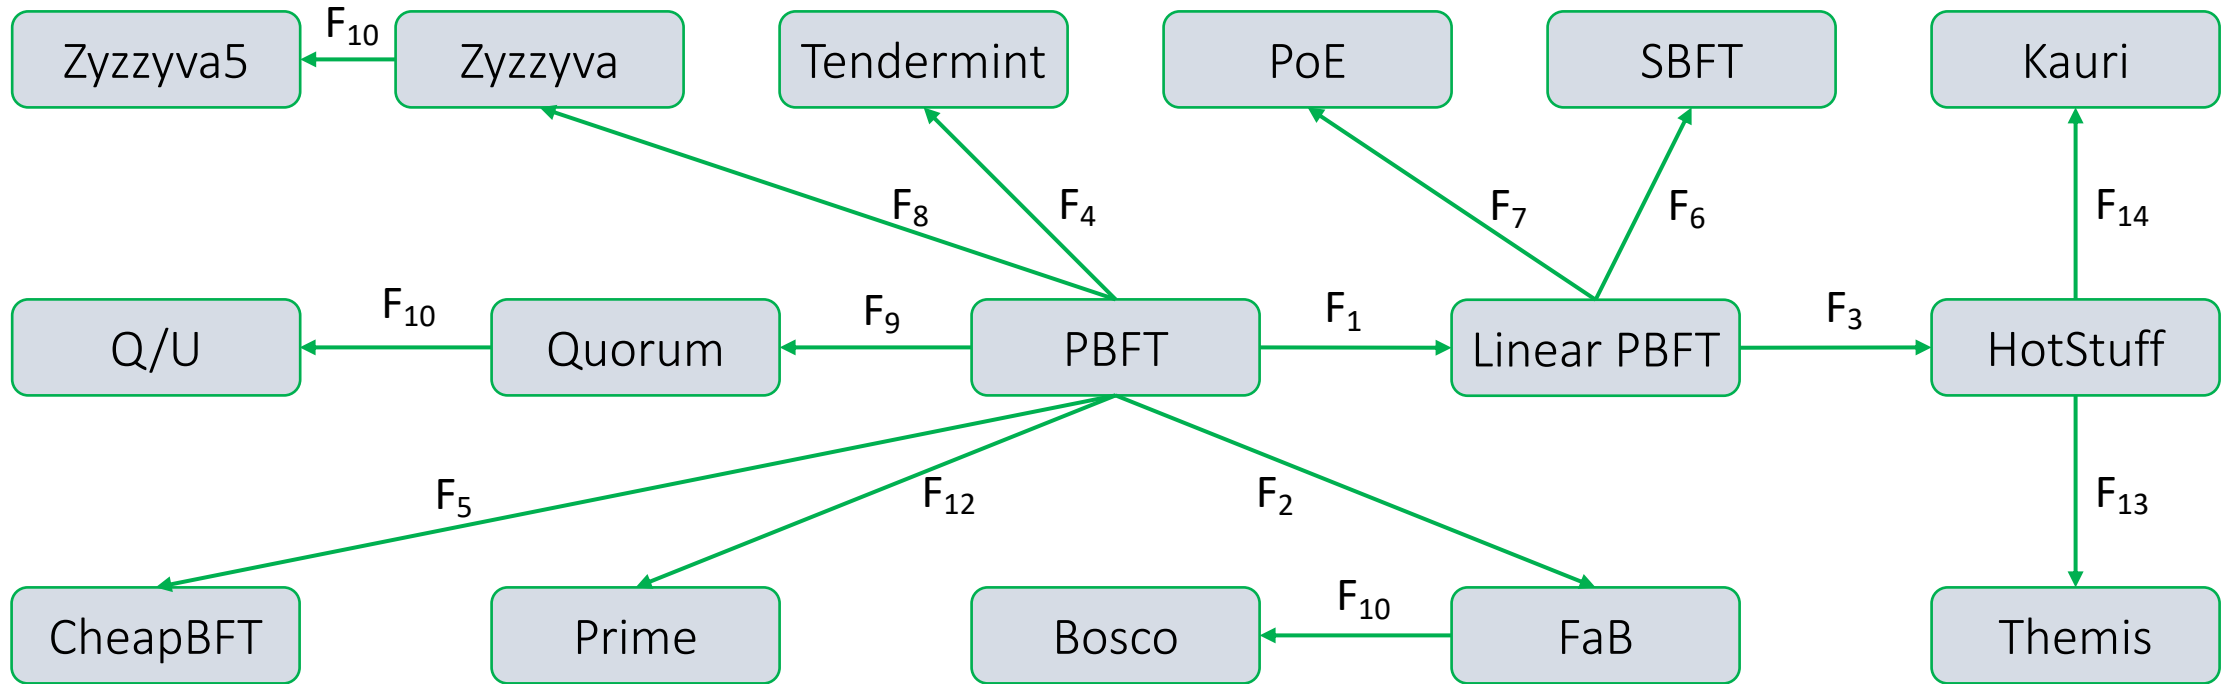 Zyzzyva5
F10
Zyzzyva
Tendermint
PoE
SBFT
Kauri
F8
F4
F7
F6
F14
Q/U
F10
Quorum
F9
PBFT
F1
Linear PBFT
F3
HotStuff
F5
F12
F2
F13
CheapBFT
Prime
Bosco
F10
FaB
Themis